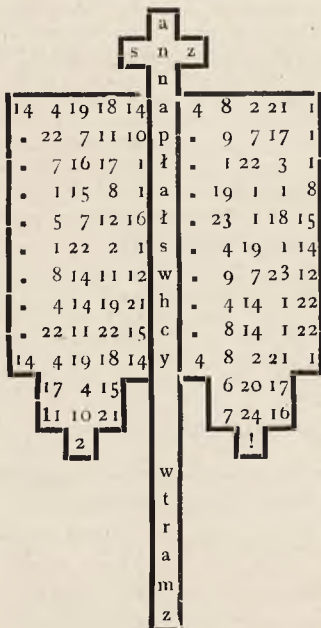 a
s n z
n
14 4 19 18 14 a 4 8 2 21 1
. 22 7 11 10 p . 9 7 17 1
. 7 16 17 1 ł . 1 22 3 1
. 1 15 8 1 a . 19 1 1 8
. 5 7 12 16 ł . 23 1 18 15
. 1 22 2 1 s . 4 19 1 14
. 8 14 11 12 w . 9 7 23 12
. 4 14 19 21 h . 4 14 1 22
. 22 11 22 15 c . 8 14 1 22
14 4 19 18 14 y 4 8 2 21 1
17 4 15 6 20 17
11 10 21 7 24 16
2 !
w
t
r
a
m
z